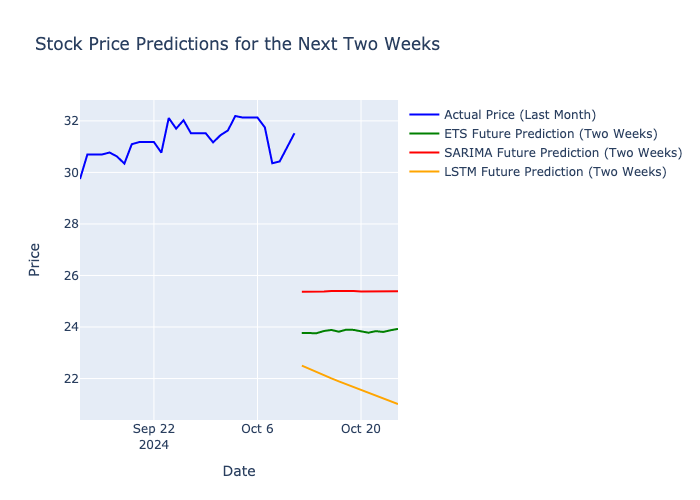 Stock Price Predictions for the Next Two Weeks
Actual Price (Last Month)
ETS Future Prediction (Two Weeks)
SARIMA Future Prediction (Two Weeks)
LSTM Future Prediction (Two Weeks)
Price
32
30
28
26
24
22
Sep 22
2024
Oct 6
Oct 20
Date